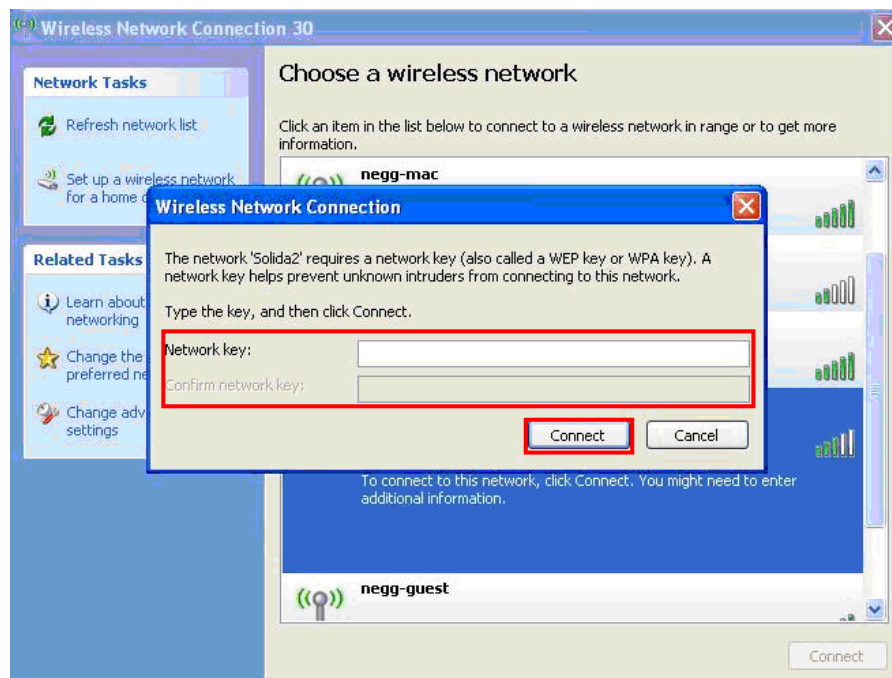 Wireless Network Connection 30
Network Tasks
Refresh network list
Set up a wireless network
for a home
Related Tasks
Learn about
networking
Change the
preferred ne
Change adv
settings
Choose a wireless network
Click an item in the list below to connect to a wireless network in range or to get more
information.
negg-mac
Wireless Network Connection
The network 'Solida2' requires a network key (also called a WEP key or WPA key). A
network key helps prevent unknown intruders from connecting to this network.
Type the key, and then click Connect.
Network key:
Confirm network key:
Connect
Cancel
To connect to this network, click Connect. You might need to enter
additional information.
negg-guest
Connect